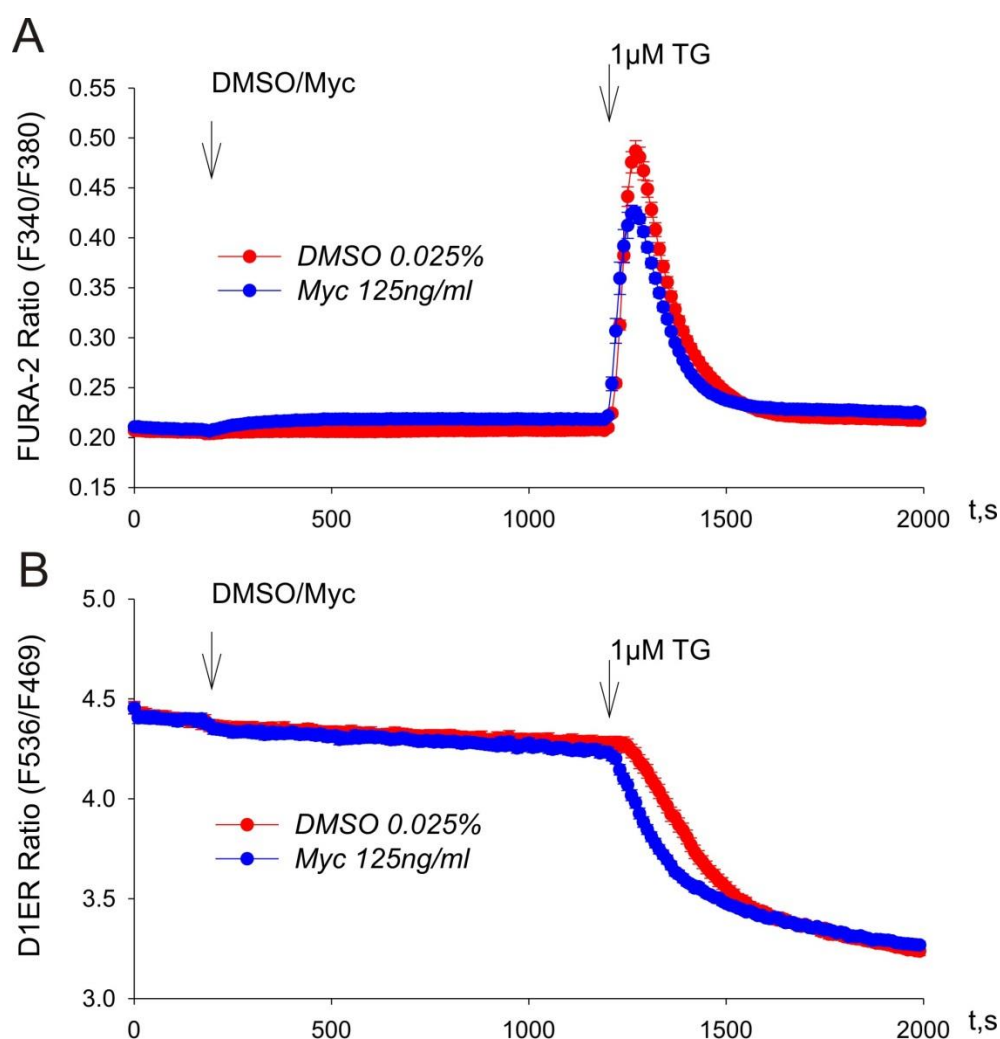 A
DMSO/Myc
1µM TG
FURA-2 Ratio (F340/F380)
0.55
0.50
0.45
0.40
0.35
0.30
0.25
0.20
0.15
DMSO 0.025%
Myc 125ng/ml
0
500
1000
1500
2000
t,s
B
DMSO/Myc
1µM TG
D1ER Ratio (F536/F469)
5.0
4.5
4.0
3.5
3.0
DMSO 0.025%
Myc 125ng/ml
0
500
1000
1500
2000
t,s